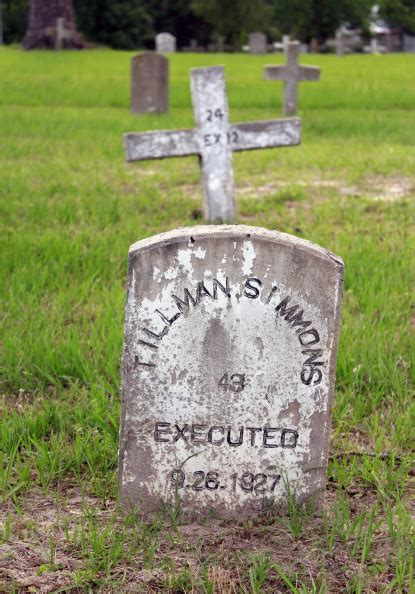 24
EX 12
TILLMAN. SIMMONS
43
EXECUTED
9.26.1927